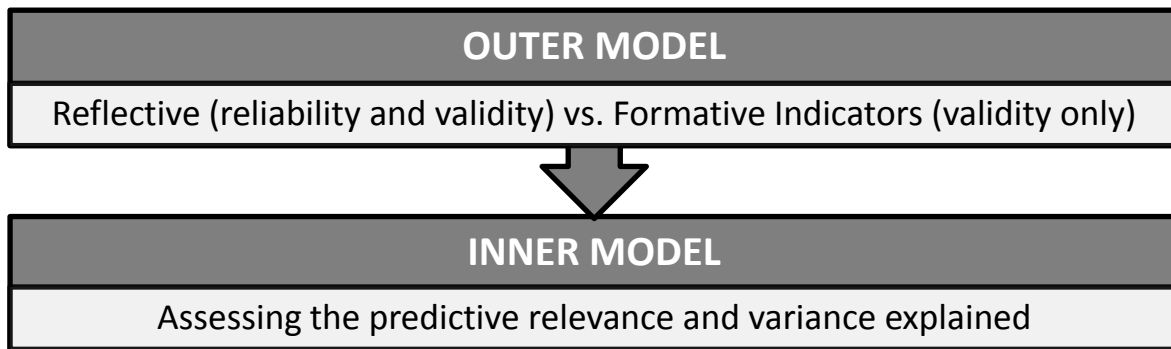 OUTER MODEL
Reflective (reliability and validity) vs. Formative Indicators (validity only)
INNER MODEL
Assessing the predictive relevance and variance explained